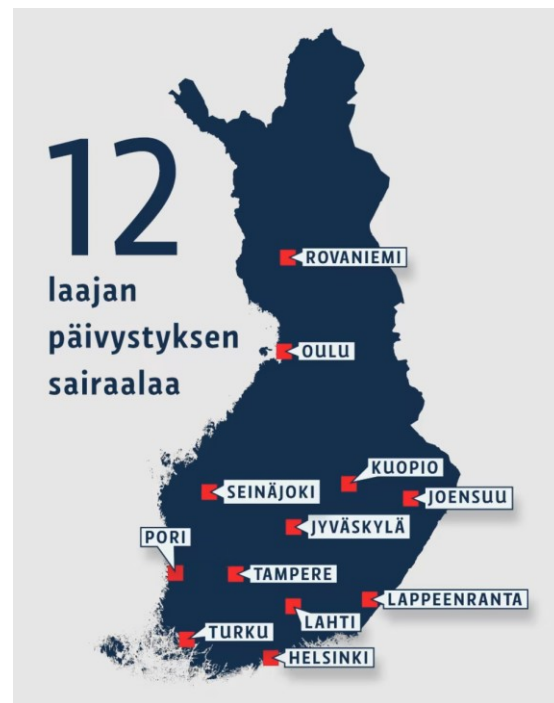 12
laajan
päivystyksen
sairaalaa
ROVANIEMI
OULU
KUOPIO
SEINÄJOKI
JOENSUU
JYVÄSKYLÄ
PORI
TAMPERE
LAPPEENRANTA
LAHTI
TURKU
HELSINKI